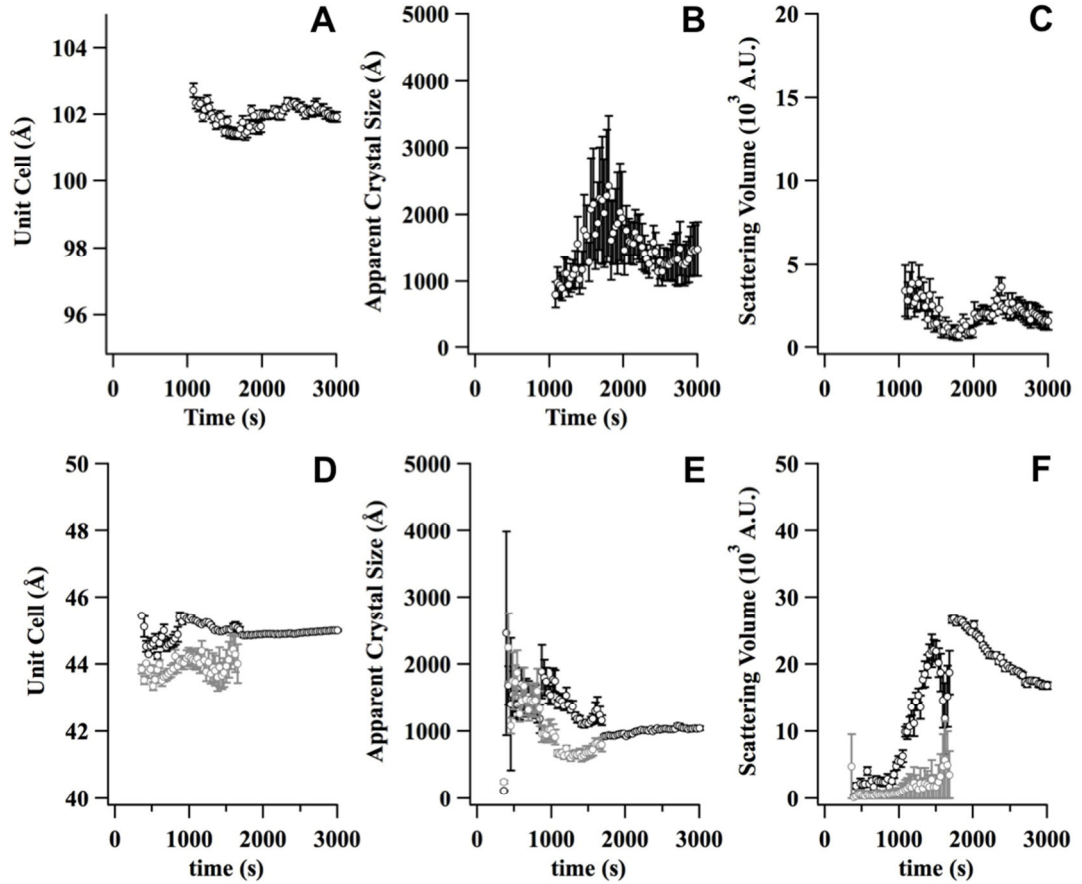 A
Unit Cell (Å)
104
102
100
98
96
0 1000 2000 3000
Time (s)
B
Apparent Crystal Size (Å)
5000
4000
3000
2000
1000
0
0 1000 2000 3000
Time (s)
C
Scattering Volume (10³ A.U.)
20
15
10
5
0
0 1000 2000 3000
D
Unit Cell (Å)
50
48
46
44
42
40
0 1000 2000 3000
time (s)
E
Apparent Crystal Size (Å)
5000
4000
3000
2000
1000
0
0 1000 2000 3000
time (s)
F
Scattering Volume (10³ A.U.)
50
40
30
20
10
0
0 1000 2000 3000
time (s)